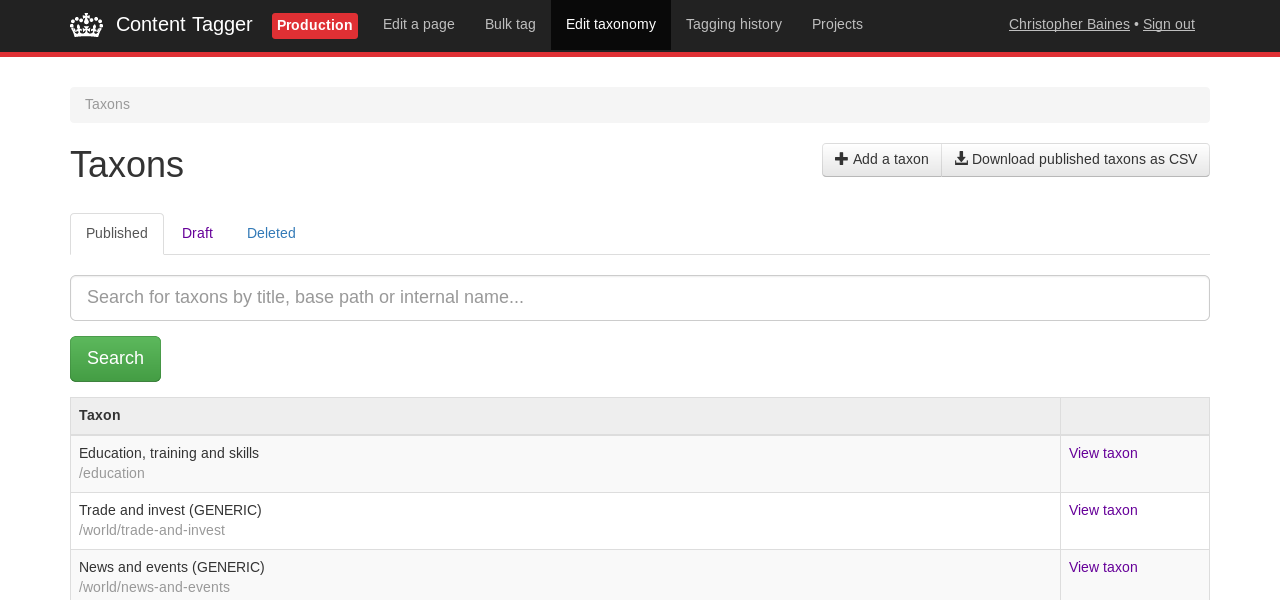 Content Tagger Production Edit a page Bulk tag Edit taxonomy Tagging history Projects Christopher Baines • Sign out
Taxons
Taxons
Add a taxon Download published taxons as CSV
Published Draft Deleted
Search for taxons by title, base path or internal name...
Search
Taxon
Education, training and skills View taxon
/education
Trade and invest (GENERIC) View taxon
/world/trade-and-invest
News and events (GENERIC) View taxon
/world/news-and-events